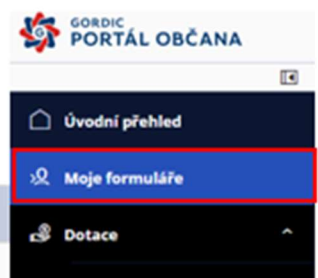 GORDIC
PORTÁL OBČANA
Úvodní přehled
Moje formuláře
Dotace